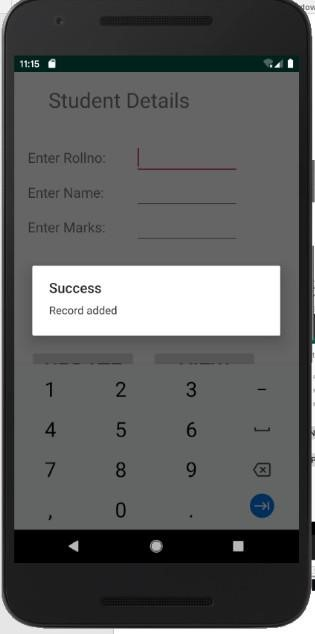 11:15
Student Details
Enter Rollno:
Enter Name:
Enter Marks:
Success
Record added
1 2 3 -
4 5 6
7 8 9
, 0 .